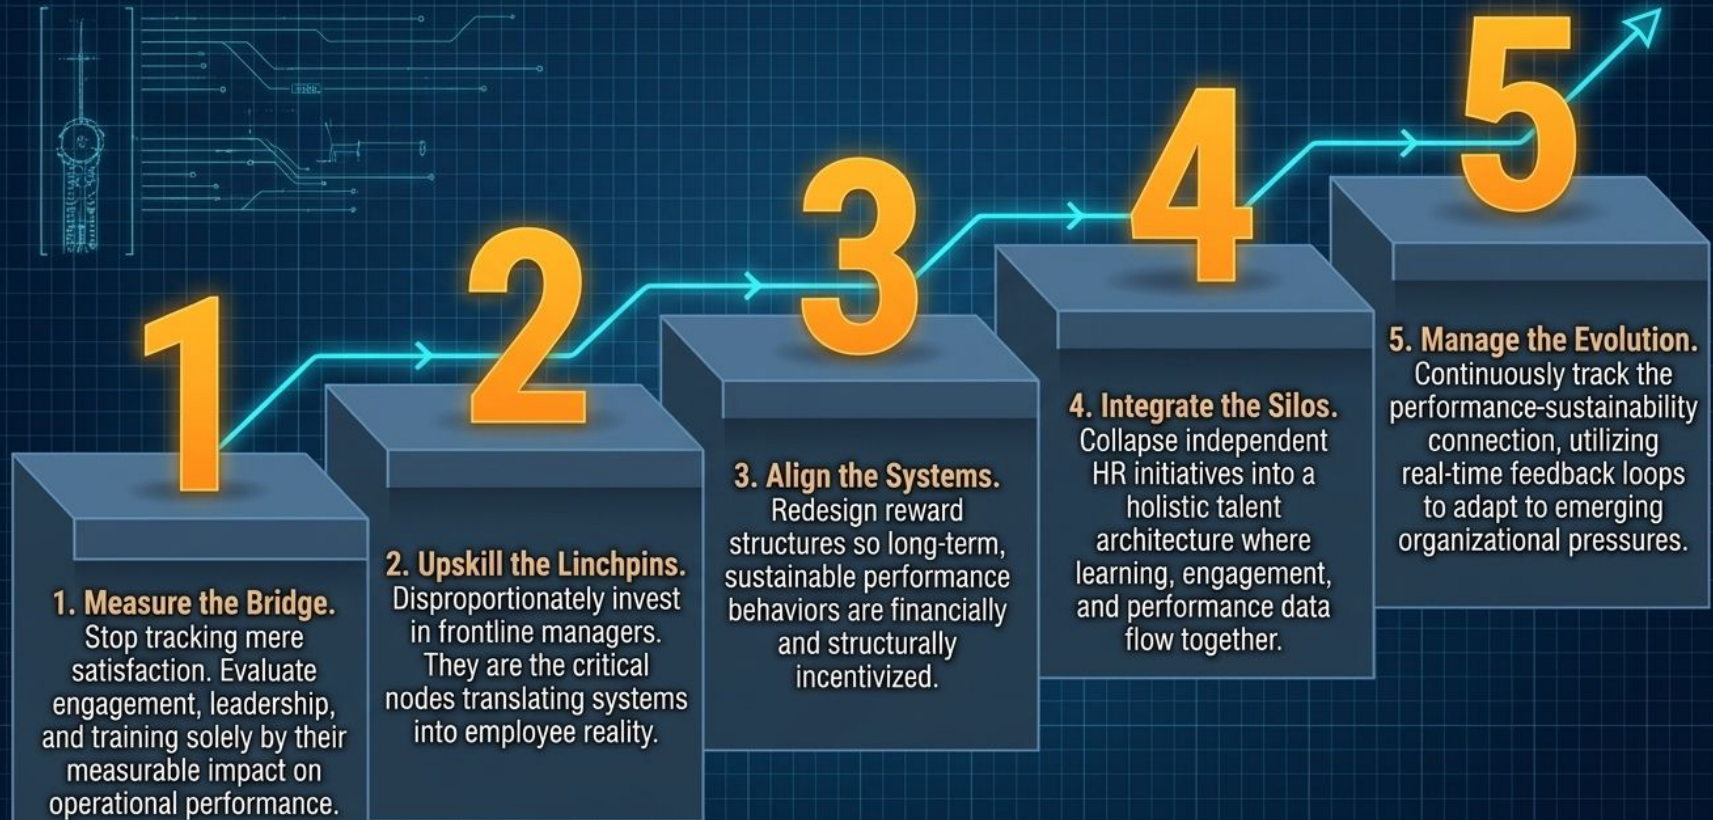 1
1. Measure the Bridge.
Stop tracking mere
satisfaction. Evaluate
engagement, leadership,
and training solely by their
measurable impact on
operational performance.
2
2. Upskill the Linchpins.
Disproportionately invest
in frontline managers.
They are the critical
nodes translating systems
into employee reality.
3
3. Align the Systems.
Redesign reward
structures so long-term,
sustainable performance
behaviors are financially
and structurally
incentivized.
4
4. Integrate the Silos.
Collapse independent
HR initiatives into a
holistic talent
architecture where
learning, engagement,
and performance data
flow together.
5
5. Manage the Evolution.
Continuously track the
performance-sustainability
connection, utilizing
real-time feedback loops
to adapt to emerging
organizational pressures.